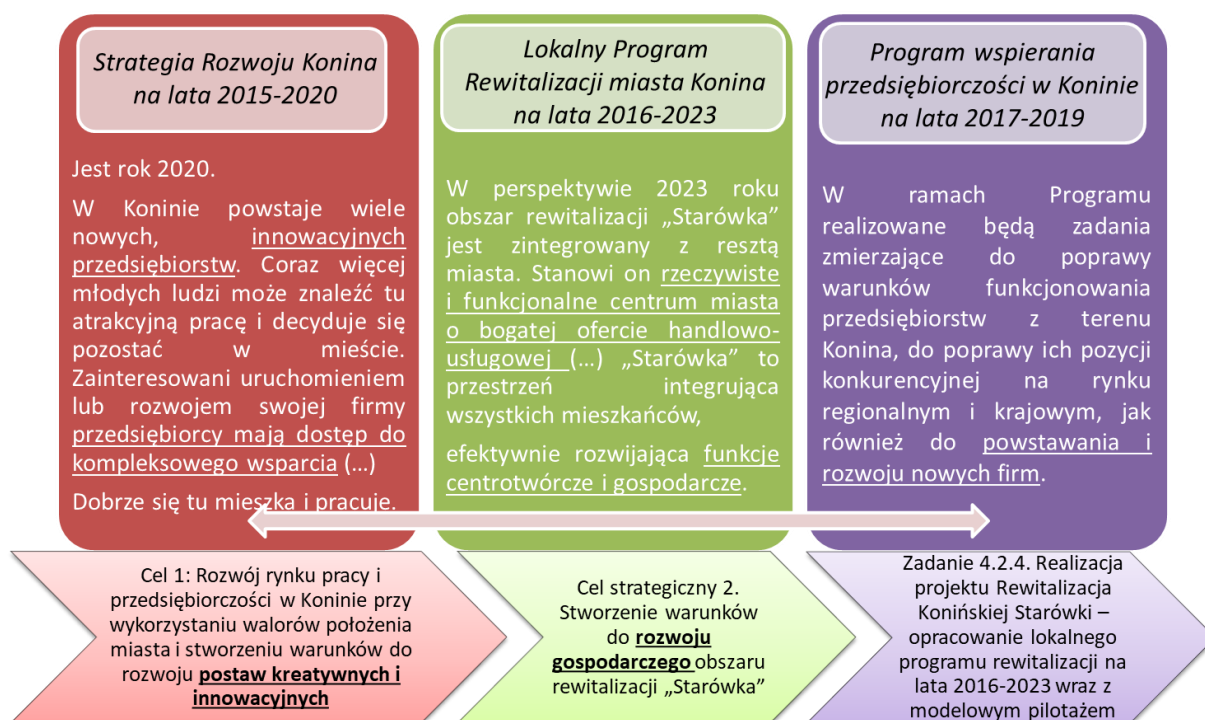 Strategia Rozwoju Konina
na lata 2015-2020
Jest rok 2020.
W Koninie powstaje wiele
nowych, innowacyjnych
przedsiębiorstw. Coraz więcej
młodych ludzi może znaleźć tu
atrakcyjną pracę i decyduje się
pozostać w mieście.
Zainteresowani uruchomieniem
lub rozwojem swojej firmy
przedsiębiorcy mają dostęp do
kompleksowego wsparcia (...)
Dobrze się tu mieszka i pracuje.
Cel 1: Rozwój rynku pracy i
przedsiębiorczości w Koninie przy
wykorzystaniu walorów położenia
miasta i stworzeniu warunków do
rozwoju postaw kreatywnych i
innowacyjnych
Lokalny Program
Rewitalizacji miasta Konina
na lata 2016-2023
W perspektywie 2023 roku
obszar rewitalizacji „Starówka”
jest zintegrowany z resztą
miasta. Stanowi on rzeczywiste
i funkcjonalne centrum miasta
o bogatej ofercie handlowo-
usługowej (...) „Starówka” to
przestrzeń integrująca
wszystkich mieszkańców,
efektywnie rozwijająca funkcje
centrotwórcze i gospodarcze.
Cel strategiczny 2.
Stworzenie warunków
do rozwoju
gospodarczego obszaru
rewitalizacji „Starówka”
Program wspierania
przedsiębiorczości w Koninie
na lata 2017-2019
W ramach Programu
realizowane będą zadania
zmierzające do poprawy
warunków funkcjonowania
przedsiębiorstw z terenu
Konina, do poprawy ich pozycji
konkurencyjnej na rynku
regionalnym i krajowym, jak
również do powstawania i
rozwoju nowych firm.
Zadanie 4.2.4. Realizacja
projektu Rewitalizacja
Konińskiej Starówki –
opracowanie lokalnego
programu rewitalizacji na
lata 2016-2023 wraz z
modelowym pilotażem